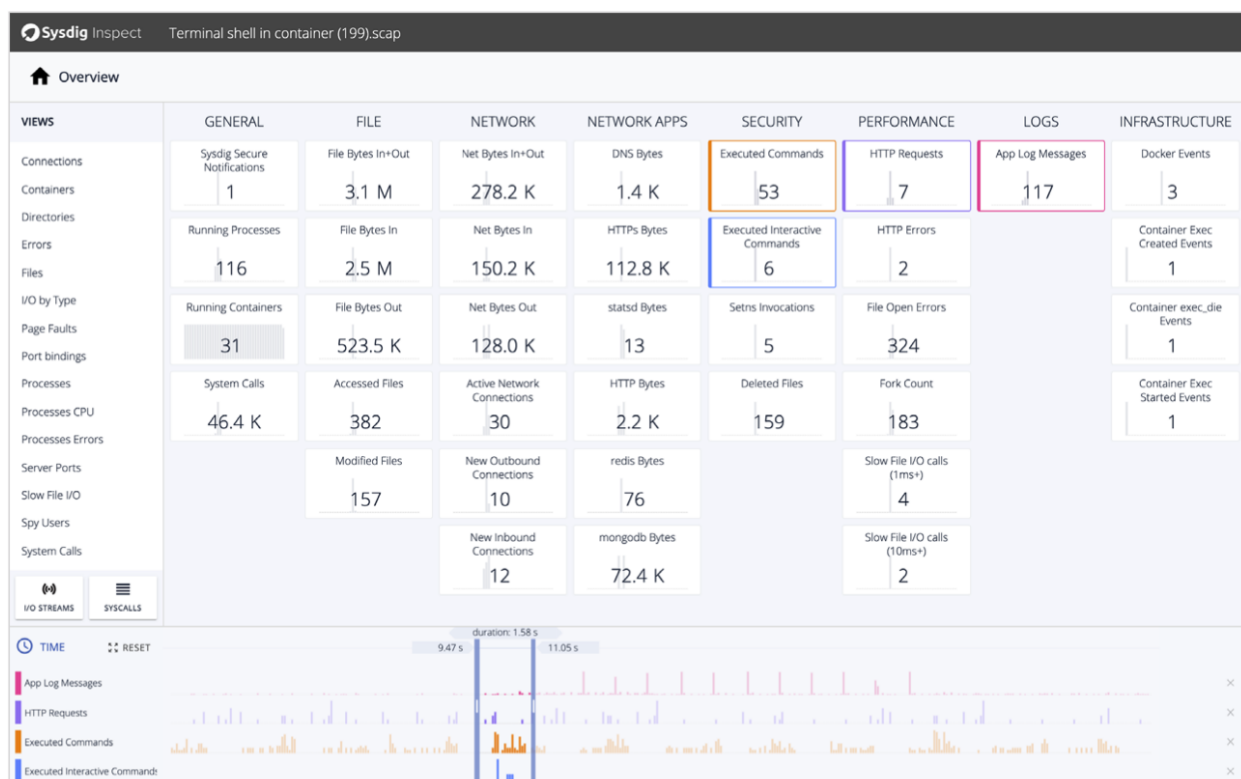 Sysdig Inspect Terminal shell in container (199).scap
Overview
VIEWS
Connections
Containers
Directories
Errors
Files
I/O by Type
Page Faults
Port bindings
Processes
Processes CPU
Processes Errors
Server Ports
Slow File I/O
Spy Users
System Calls
I/O STREAMS
SYSCALLS
GENERAL
Sysdig Secure
Notifications
1
Running Processes
116
Running Containers
31
System Calls
46.4 K
FILE
File Bytes In+Out
3.1 M
File Bytes In
2.5 M
File Bytes Out
523.5 K
Accessed Files
382
Modified Files
157
NETWORK
Net Bytes In+Out
278.2 K
Net Bytes In
150.2 K
Net Bytes Out
128.0 K
Active Network
Connections
30
New Outbound
Connections
10
New Inbound
Connections
12
NETWORK APPS
DNS Bytes
1.4 K
HTTPs Bytes
112.8 K
statsd Bytes
13
HTTP Bytes
2.2 K
redis Bytes
76
mongodb Bytes
72.4 K
SECURITY
Executed Commands
53
Executed Interactive
Commands
6
Setns Invocations
5
Deleted Files
159
PERFORMANCE
HTTP Requests
7
HTTP Errors
2
File Open Errors
324
Fork Count
183
Slow File I/O calls
(1ms+)
4
Slow File I/O calls
(10ms+)
2
LOGS
App Log Messages
117
INFRASTRUCTURE
Docker Events
3
Container Exec
Created Events
1
Container exec_die
Events
1
Container Exec
Started Events
1
TIME
RESET
duration: 1.58 s
9.47 s
11.05 s
App Log Messages
HTTP Requests
Executed Commands
Executed Interactive Commands